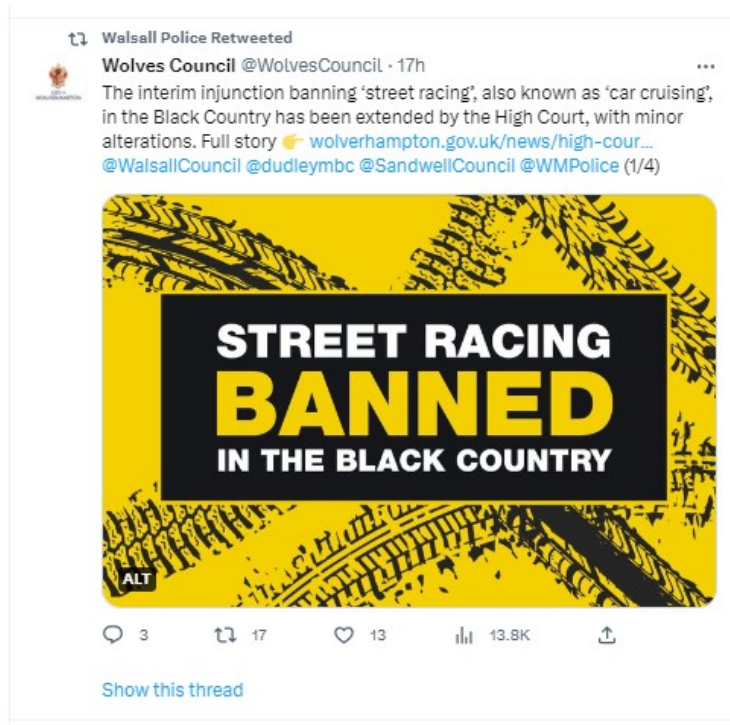 Walsall Police Retweeted
Wolves Council @WolvesCouncil · 17h
The interim injunction banning ‘street racing’, also known as ‘car cruising’,
in the Black Country has been extended by the High Court, with minor
alterations. Full story 👉 wolverhampton.gov.uk/news/high-cour...
@WalsallCouncil @dudleymbc @SandwellCouncil @WMPolice (1/4)
STREET RACING
BANNED
IN THE BLACK COUNTRY
ALT
3 17 13 13.8K
Show this thread